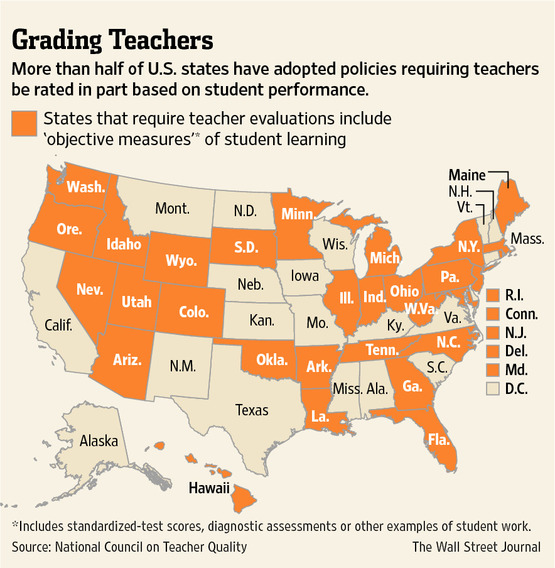 Grading Teachers
More than half of U.S. states have adopted policies requiring teachers
be rated in part based on student performance.
States that require teacher evaluations include
‘objective measures’* of student learning
Maine
N.H.
Vt.
Wash.
Mont.
N.D.
Minn.
Ore.
Idaho
S.D.
Wis.
Mich.
N.Y.
Mass.
Wyo.
Iowa
Nev.
Utah
Colo.
Neb.
Ill.
Ind.
Ohio
Pa.
R.I.
Conn.
N.J.
Del.
Md.
D.C.
W.Va.
Va.
Calif.
Kan.
Mo.
Ky.
Ariz.
N.M.
Okla.
Ark.
Tenn.
N.C.
S.C.
Texas
La.
Miss.
Ala.
Ga.
Fla.
Alaska
Hawaii
*Includes standardized-test scores, diagnostic assessments or other examples of student work.
Source: National Council on Teacher Quality
The Wall Street Journal